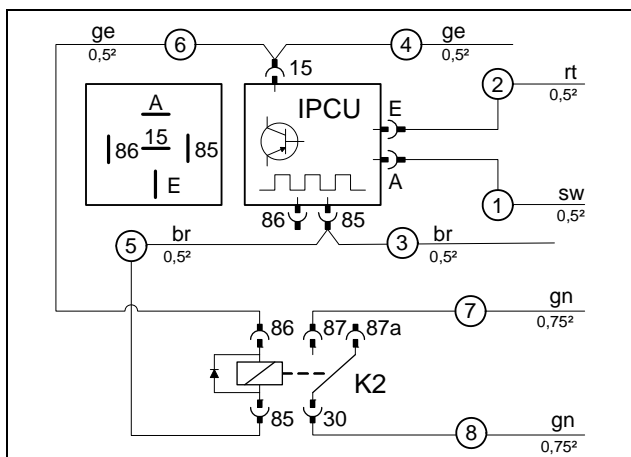 ge 6 4 ge
0,5² 0,5²
15
2 rt
0,5²
IPCU E
A
86 15 85
E
A
1 sw
0,5²
86 85
5 br 3 br
0,5² 0,5²
7 gn
0,75²
86 87 87a
K2
85 30
8 gn
0,75²